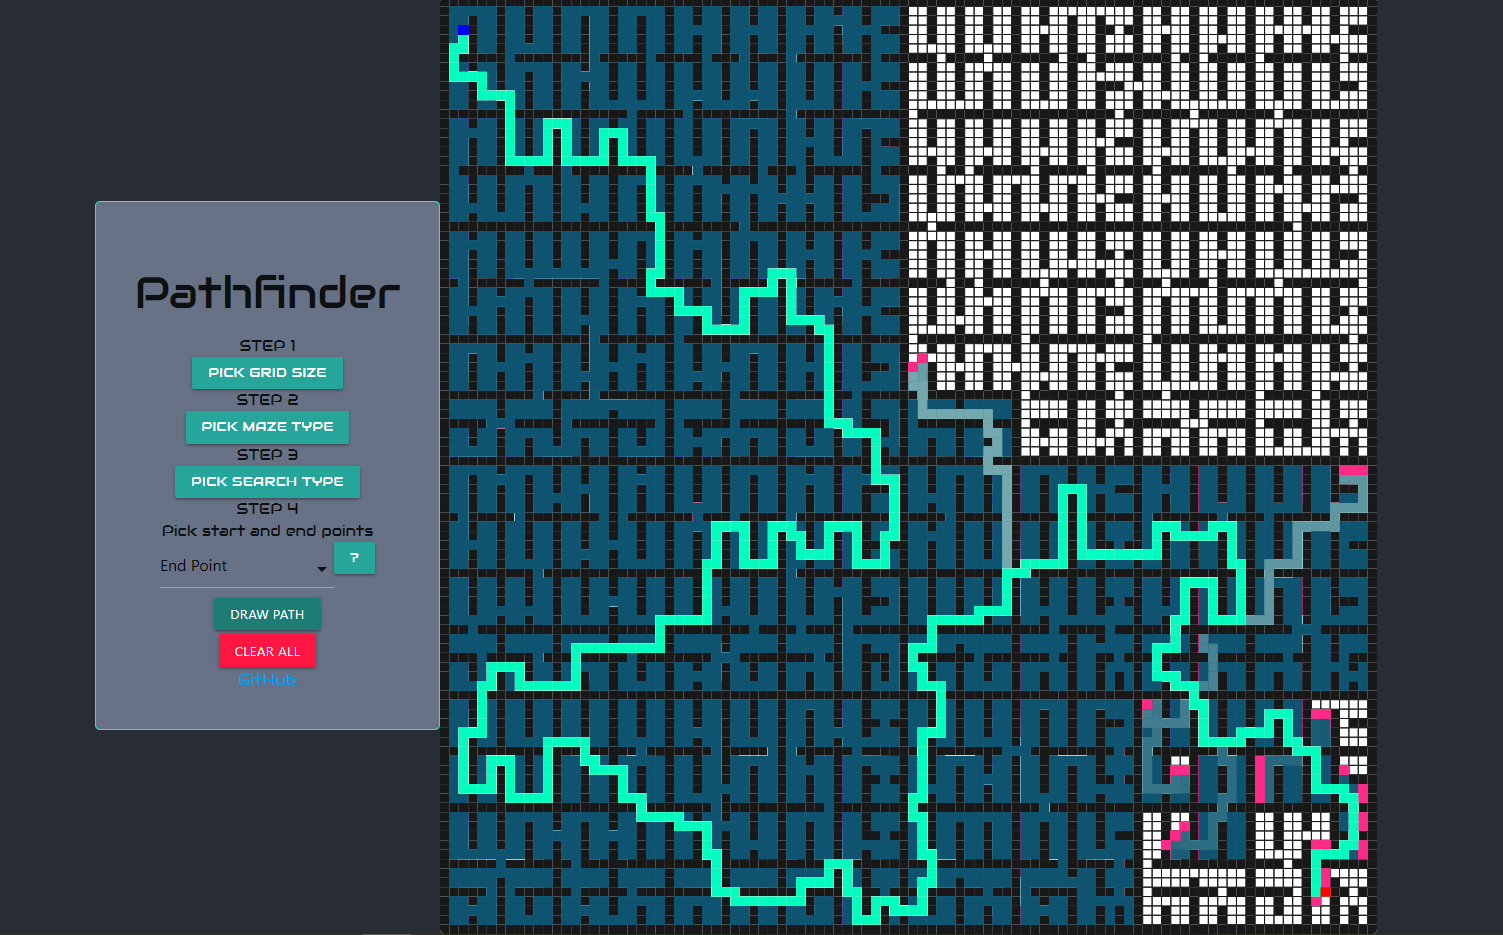 Pathfinder
STEP 1
PICK GRID SIZE
STEP 2
PICK MAZE TYPE
STEP 3
PICK SEARCH TYPE
STEP 4
Pick start and end points
End Point
?
DRAW PATH
CLEAR ALL
GitHub